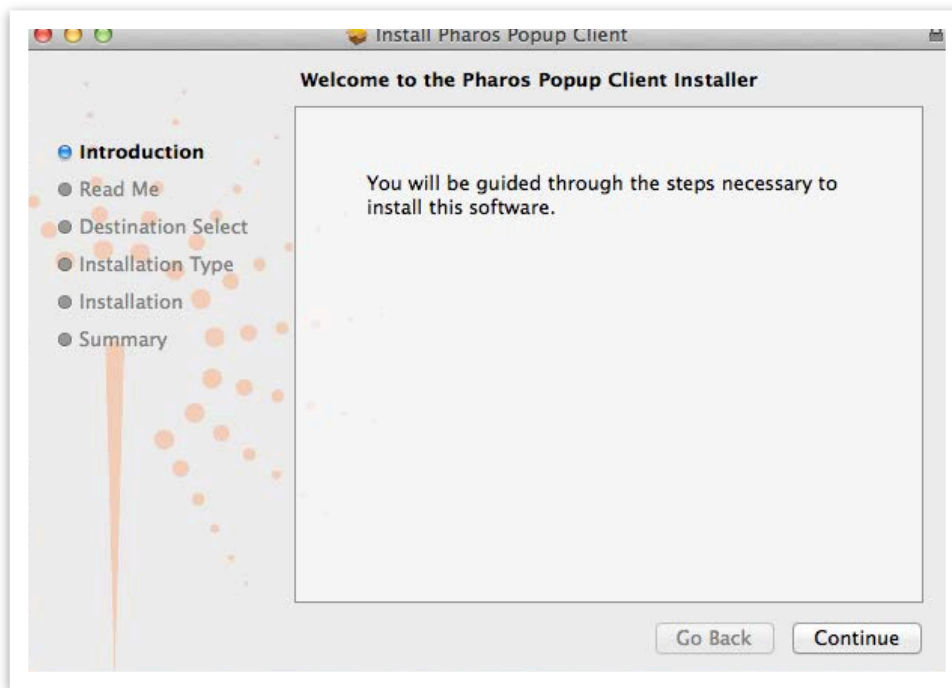 Install Pharos Popup Client
Welcome to the Pharos Popup Client Installer
Introduction
Read Me
Destination Select
Installation Type
Installation
Summary
You will be guided through the steps necessary to
install this software.
Go Back
Continue